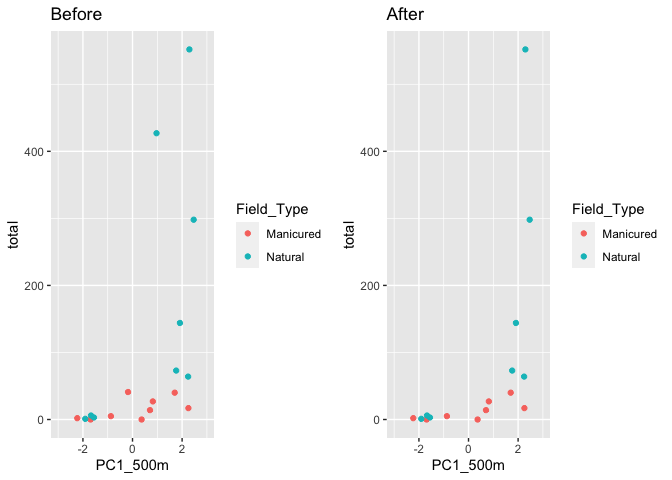 Before
total
400
200
0
-2 0 2
PC1_500m
Field_Type
Manicured
Natural
After
total
400
200
0
-2 0 2
PC1_500m
Field_Type
Manicured
Natural